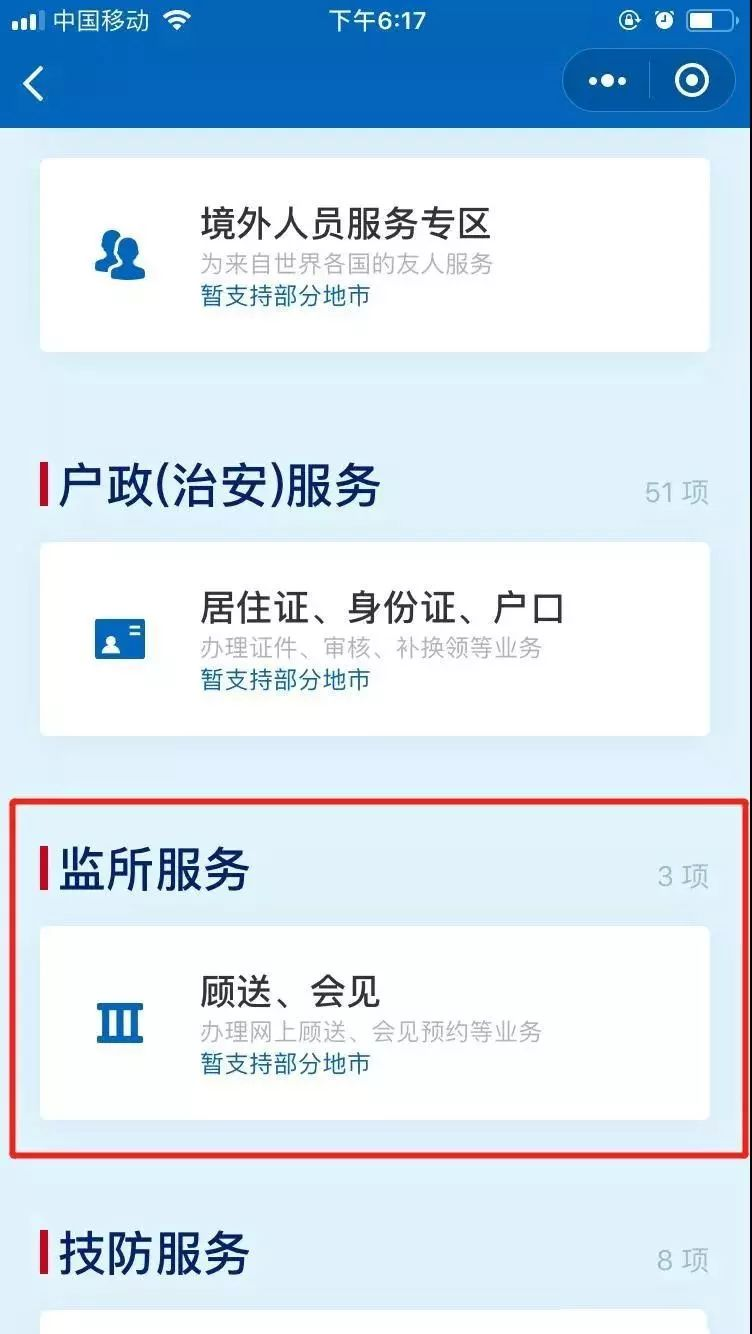 中国移动 下午6:17
境外人员服务专区
为来自世界各国的友人服务
暂支持部分地市
户政(治安)服务 51 项
居住证、身份证、户口
办理证件、审核、补换领等业务
暂支持部分地市
监所服务 3 项
顾送、会见
办理网上顾送、会见预约等业务
暂支持部分地市
技防服务 8 项